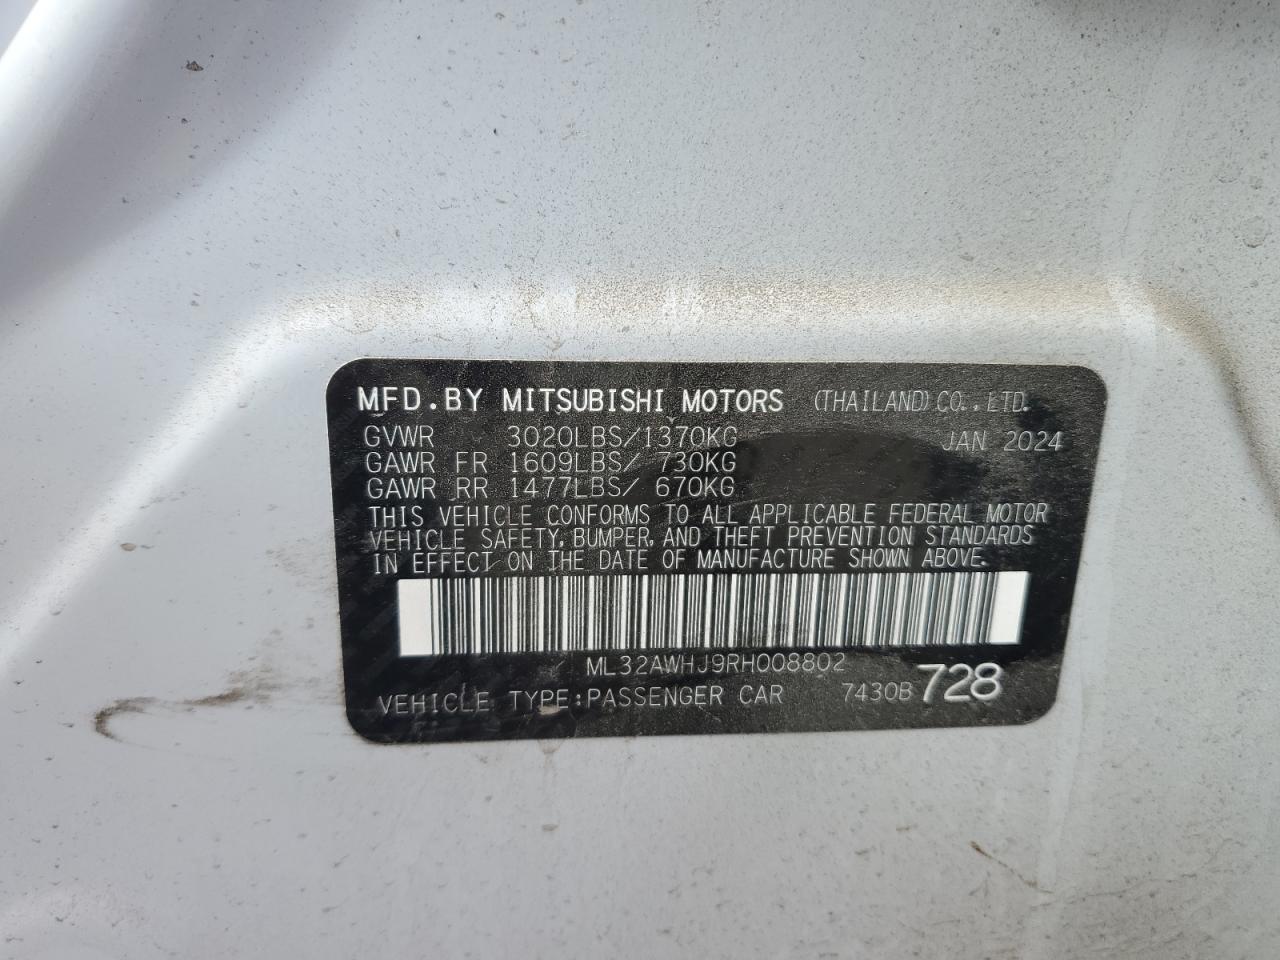 MFD.BY MITSUBISHI MOTORS (THAILAND) CO.,LTD.
GVWR 3020LBS/1370KG JAN 2024
GAWR FR 1609LBS/ 730KG
GAWR RR 1477LBS/ 670KG
THIS VEHICLE CONFORMS TO ALL APPLICABLE FEDERAL MOTOR
VEHICLE SAFETY, BUMPER, AND THEFT PREVENTION STANDARDS
IN EFFECT ON THE DATE OF MANUFACTURE SHOWN ABOVE.
ML32AWHJ9RH008802
VEHICLE TYPE:PASSENGER CAR 7430B 728